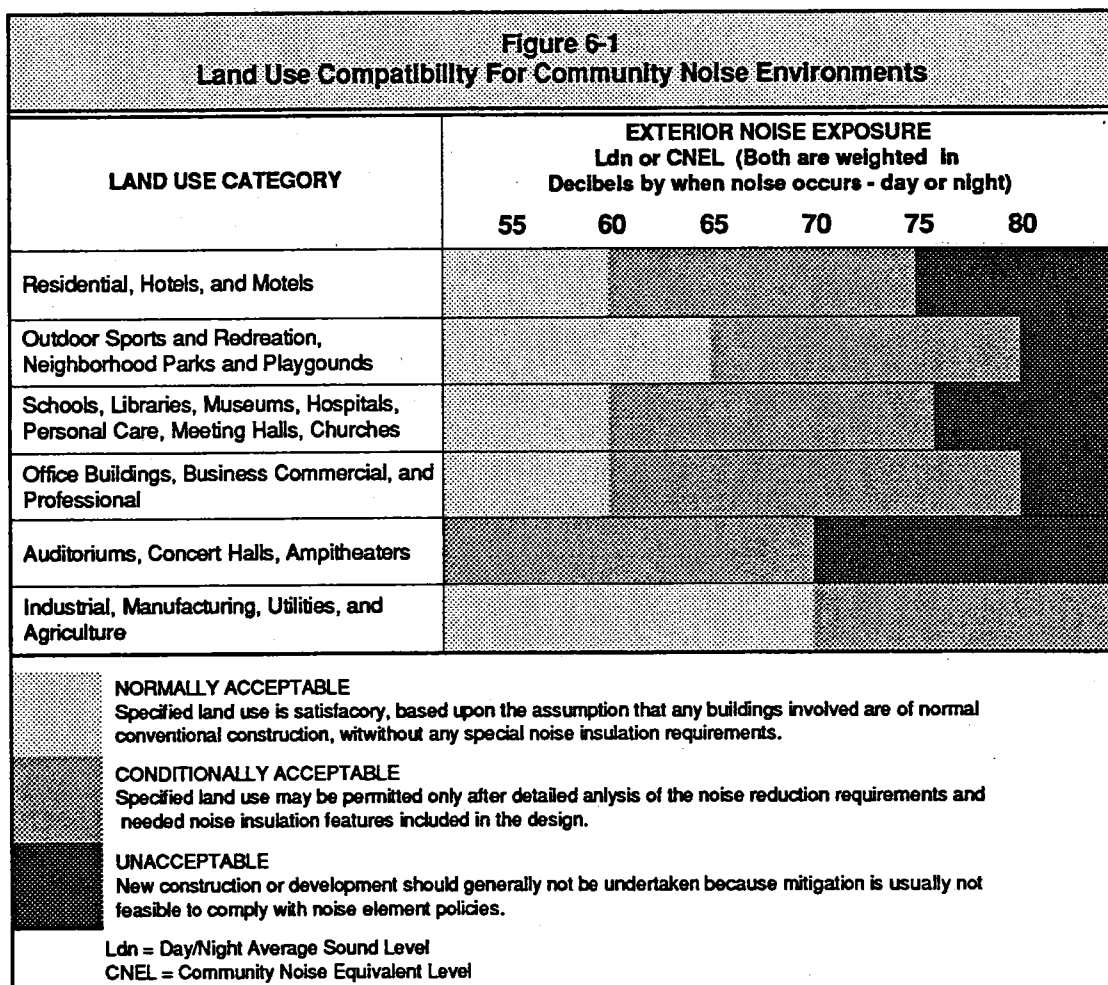 Figure 6-1
Land Use Compatibility For Community Noise Environments
LAND USE CATEGORY
EXTERIOR NOISE EXPOSURE
Ldn or CNEL (Both are weighted in
Decibels by when noise occurs - day or night)
55 60 65 70 75 80
Residential, Hotels, and Motels
Outdoor Sports and Redreation,
Neighborhood Parks and Playgounds
Schools, Libraries, Museums, Hospitals,
Personal Care, Meeting Halls, Churches
Office Buildings, Business Commercial, and
Professional
Auditoriums, Concert Halls, Ampitheaters
Industrial, Manufacturing, Utilities, and
Agriculture
NORMALLY ACCEPTABLE
Specified land use is satisfacory, based upon the assumption that any buildings involved are of normal
conventional construction, witwithout any special noise insulation requirements.
CONDITIONALLY ACCEPTABLE
Specified land use may be permitted only after detailed anlysis of the noise reduction requirements and
needed noise insulation features included in the design.
UNACCEPTABLE
New construction or development should generally not be undertaken because mitigation is usually not
feasible to comply with noise element policies.
Ldn = Day/Night Average Sound Level
CNEL = Community Noise Equivalent Level